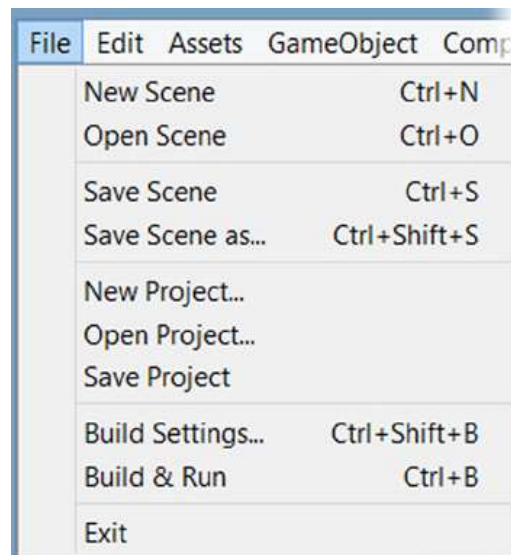 File Edit Assets GameObject Comp
New Scene Ctrl+N
Open Scene Ctrl+O
Save Scene Ctrl+S
Save Scene as... Ctrl+Shift+S
New Project...
Open Project...
Save Project
Build Settings... Ctrl+Shift+B
Build & Run Ctrl+B
Exit